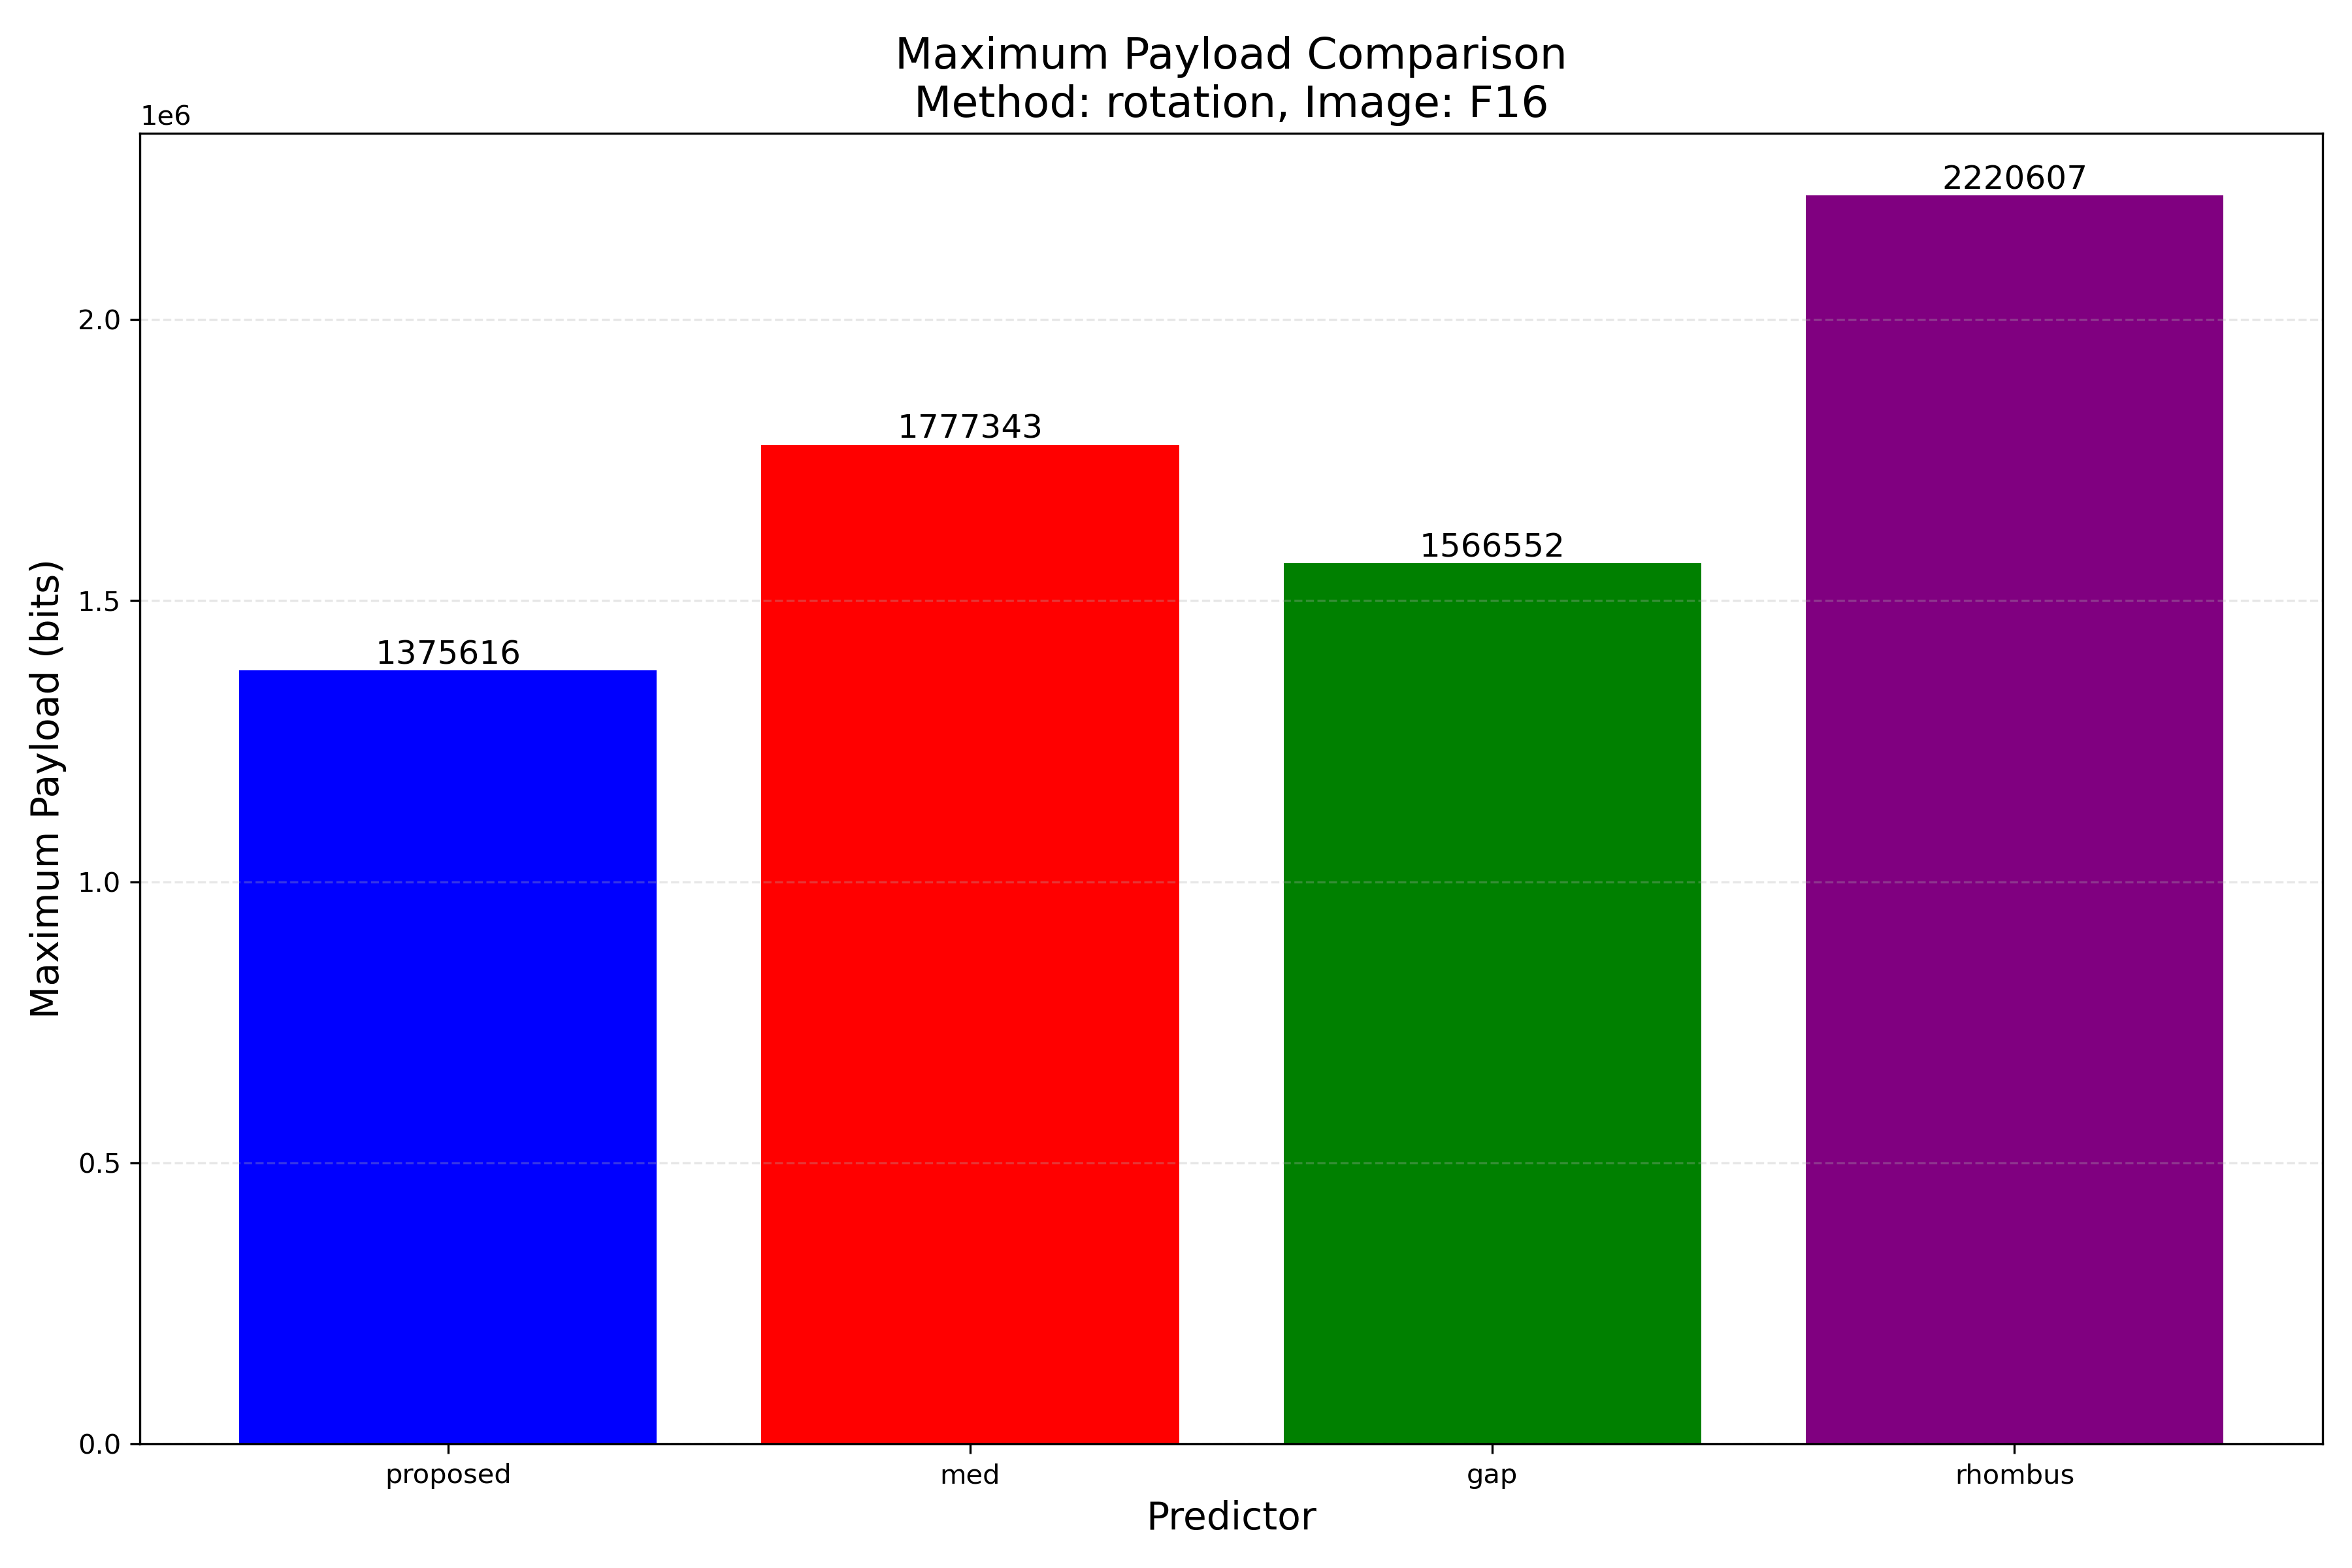 Maximum Payload Comparison
Method: rotation, Image: F16
1e6
Maximum Payload (bits)
2.0
1.5
1.0
0.5
0.0
1375616
1777343
1566552
2220607
proposed
med
gap
rhombus
Predictor